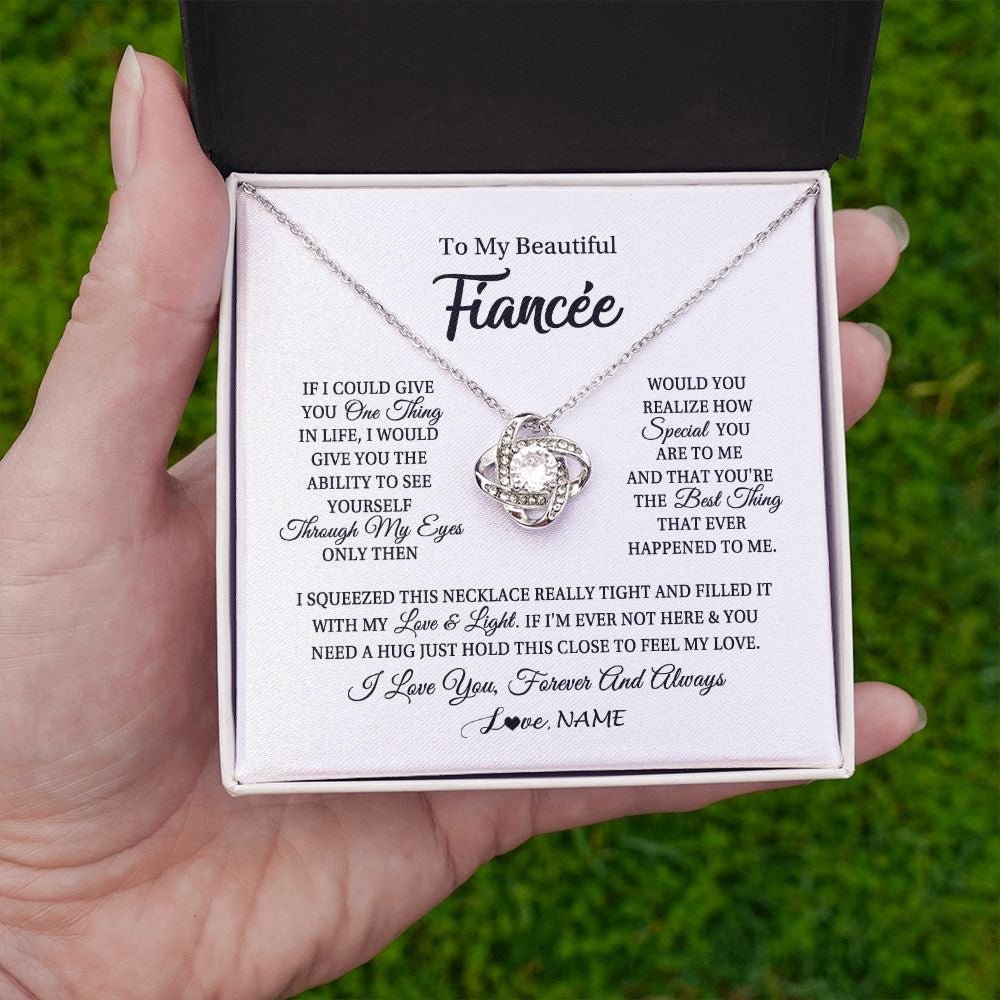 To My Beautiful
Fiancée
IF I COULD GIVE
YOU One Thing
IN LIFE, I WOULD
GIVE YOU THE
ABILITY TO SEE
YOURSELF
Through My Eyes
ONLY THEN
WOULD YOU
REALIZE HOW
Special YOU
ARE TO ME
AND THAT YOU'RE
THE Best Thing
THAT EVER
HAPPENED TO ME.
I SQUEEZED THIS NECKLACE REALLY TIGHT AND FILLED IT
WITH MY Love & Light. IF I'M EVER NOT HERE & YOU
NEED A HUG JUST HOLD THIS CLOSE TO FEEL MY LOVE.
I Love You, Forever And Always
L♥ve, NAME